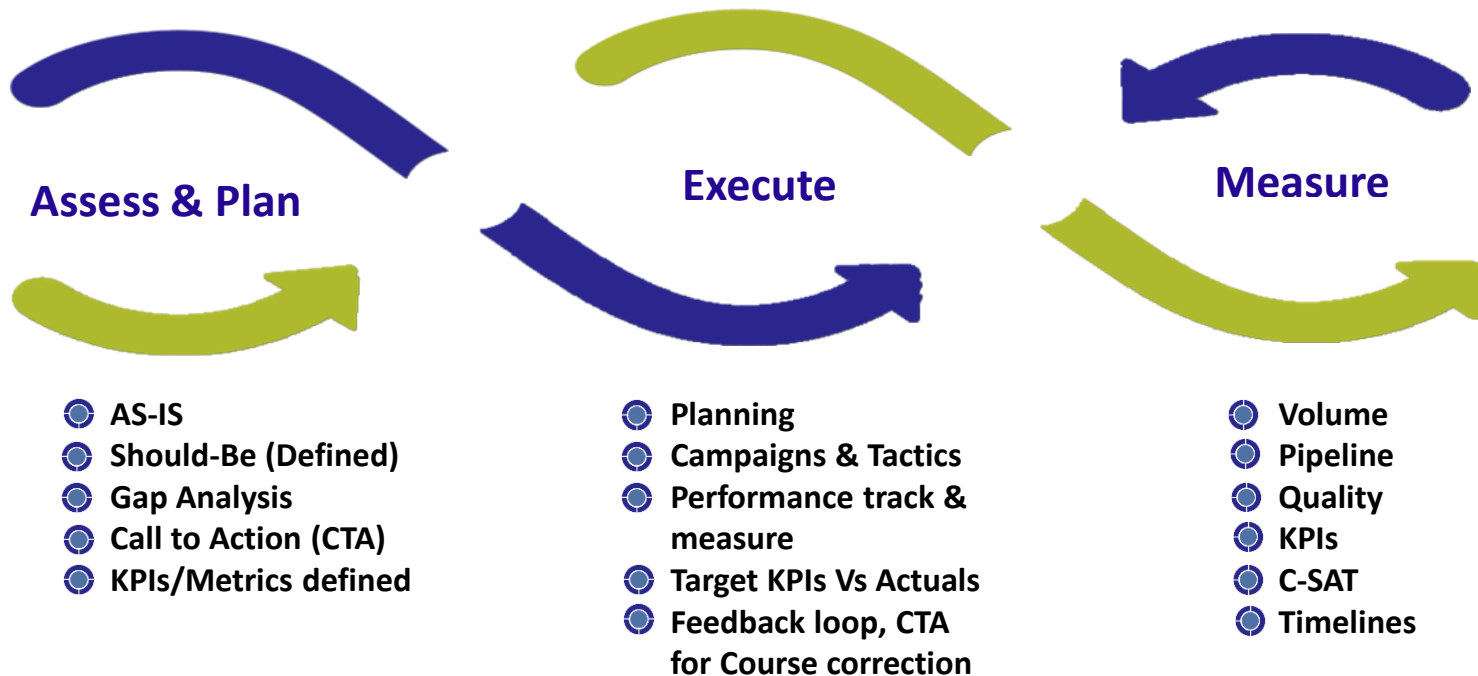 Assess & Plan
Execute
Measure
AS-IS
Should-Be (Defined)
Gap Analysis
Call to Action (CTA)
KPIs/Metrics defined
Planning
Campaigns & Tactics
Performance track &
measure
Target KPIs Vs Actuals
Feedback loop, CTA
for Course correction
Volume
Pipeline
Quality
KPIs
C-SAT
Timelines